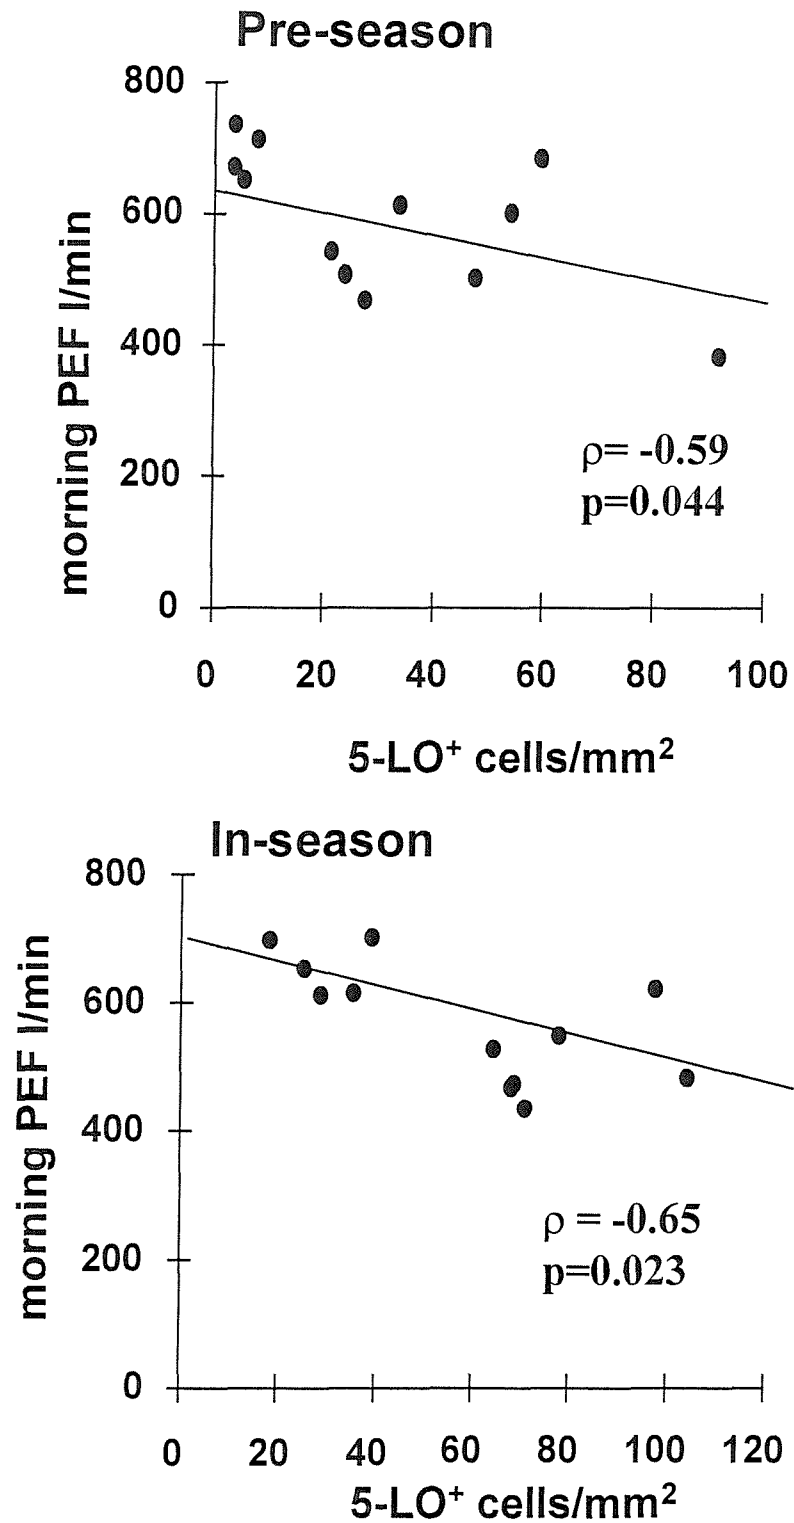 Pre-season
800
600
400
200
0
morning PEF l/min
ρ= -0.59
p=0.044
0 20 40 60 80 100
5-LO⁺ cells/mm²
In-season
800
600
400
200
0
morning PEF l/min
ρ = -0.65
p=0.023
0 20 40 60 80 100 120
5-LO⁺ cells/mm²